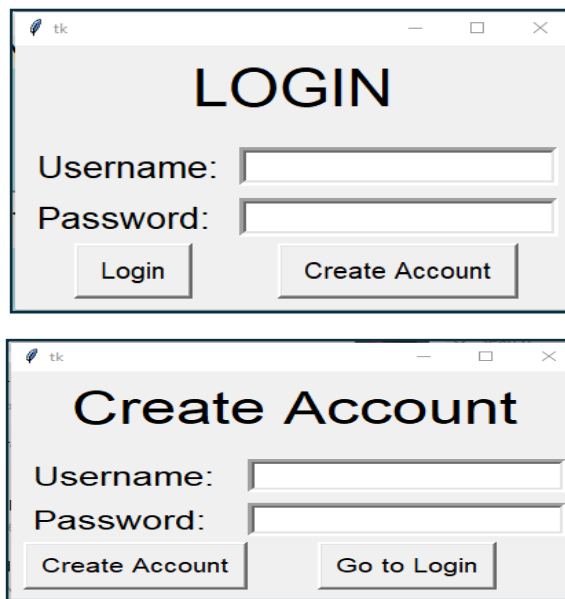 tk
LOGIN
Username:
Password:
Login Create Account
tk
Create Account
Username:
Password:
Create Account Go to Login